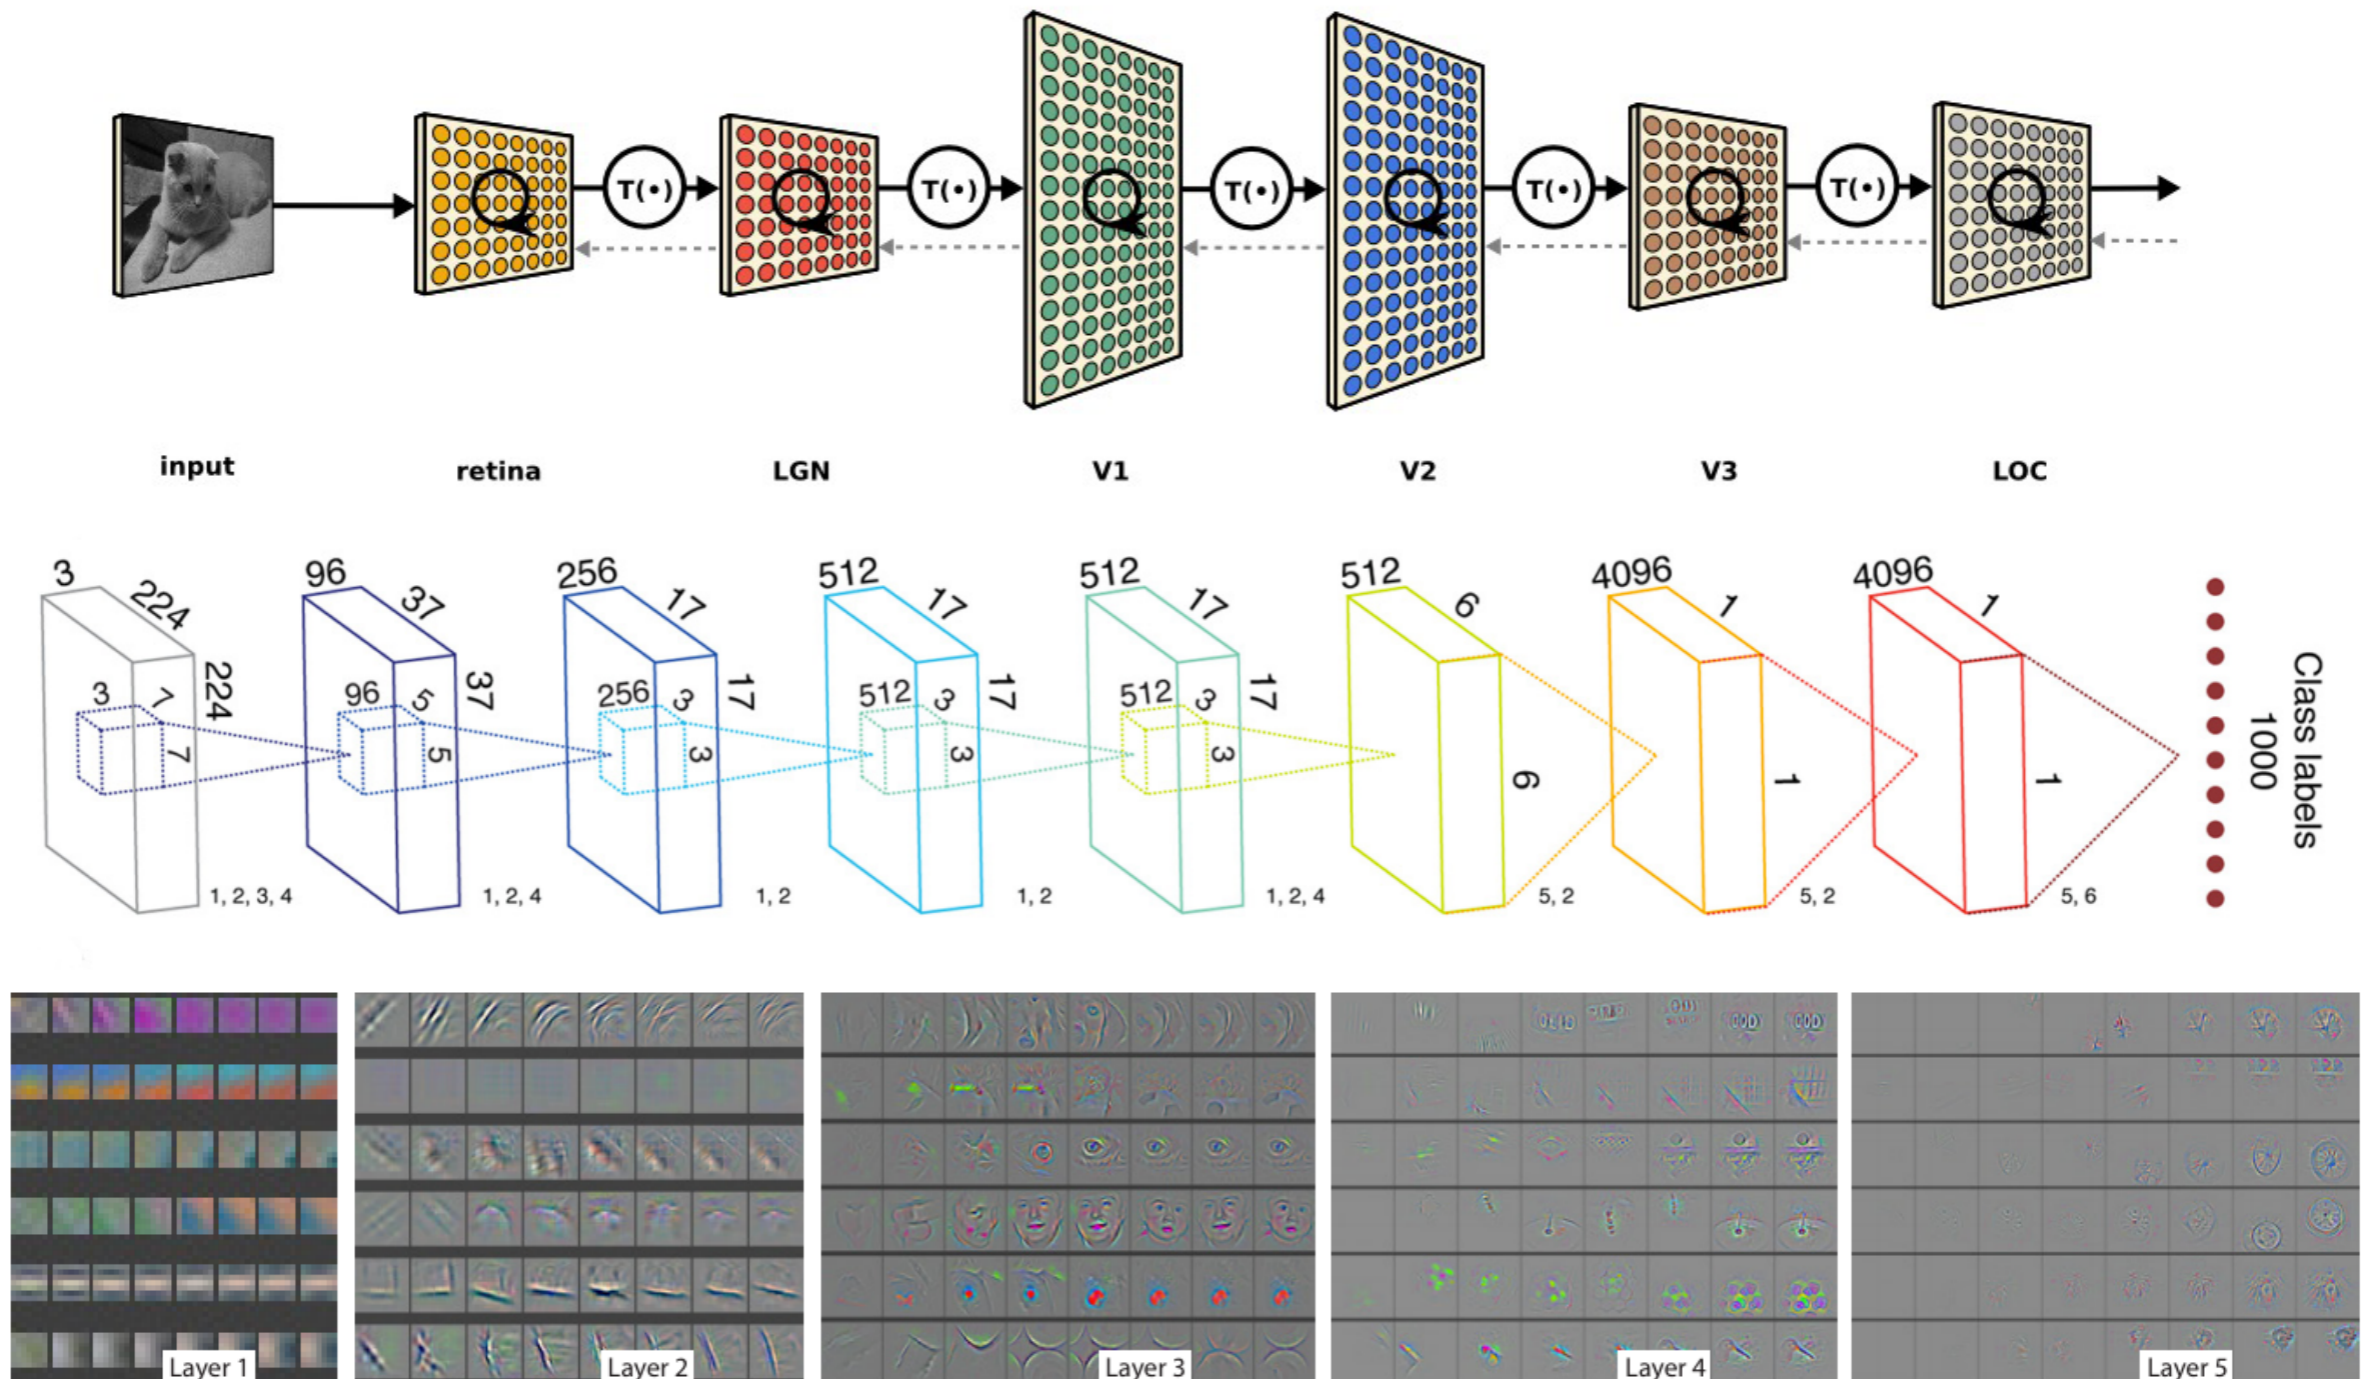 T(•) T(•) T(•) T(•) T(•)
input retina LGN V1 V2 V3 LOC
3 224 224 3 7 7 1, 2, 3, 4
96 37 37 96 5 5 1, 2, 4
256 17 17 256 3 3 1, 2
512 17 17 512 3 3 1, 2
512 17 17 512 3 3 1, 2, 4
512 6 6 5, 2
4096 1 1 5, 2
4096 1 1 5, 6
Class labels
1000
Layer 1 Layer 2 Layer 3 Layer 4 Layer 5